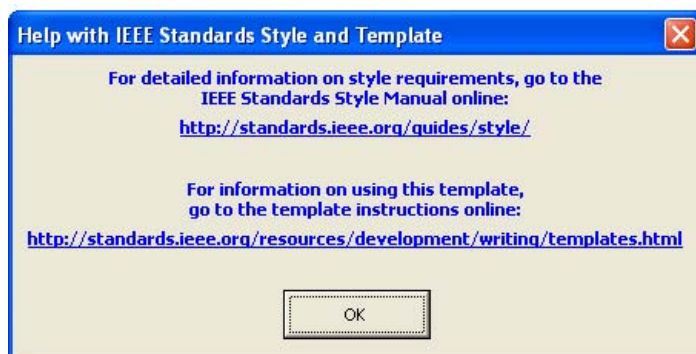 Help with IEEE Standards Style and Template
For detailed information on style requirements, go to the
IEEE Standards Style Manual online:
http://standards.ieee.org/guides/style/
For information on using this template,
go to the template instructions online:
http://standards.ieee.org/resources/development/writing/templates.html
OK